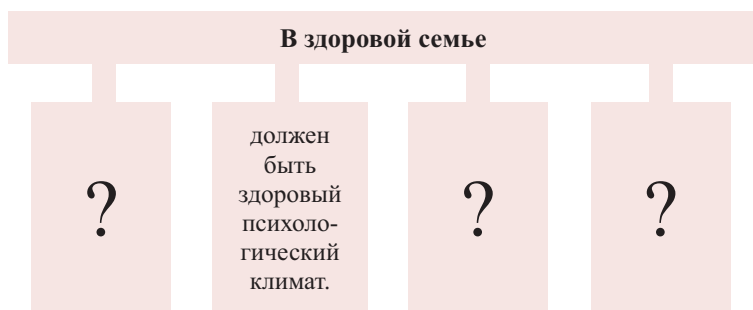 В здоровой семье
?
должен
быть
здоровый
психоло-
гический
климат.
?
?